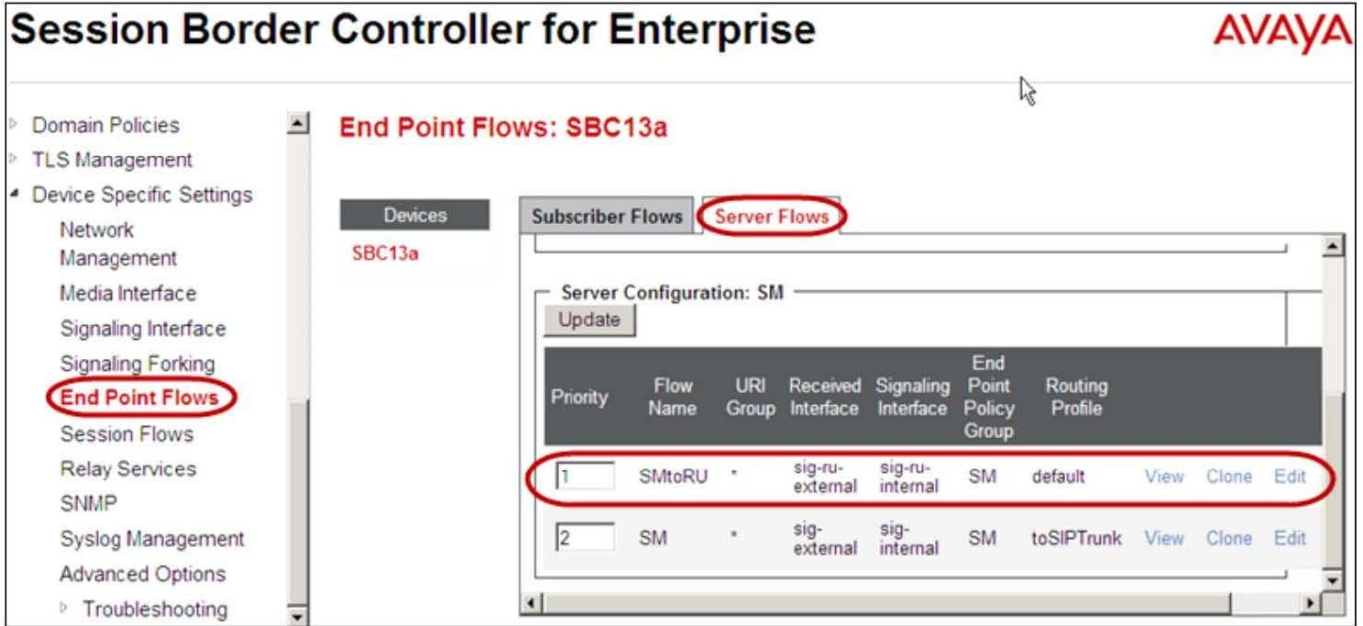 Session Border Controller for Enterprise
AVAYA
Domain Policies
TLS Management
Device Specific Settings
Network
Management
Media Interface
Signaling Interface
Signaling Forking
End Point Flows
Session Flows
Relay Services
SNMP
Syslog Management
Advanced Options
Troubleshooting
End Point Flows: SBC13a
Devices
SBC13a
Subscriber Flows Server Flows
Server Configuration: SM
Update
Priority Flow Name URI Group Received Interface Signaling Interface End Point Policy Group Routing Profile
1 SMtoRU * sig-ru-external sig-ru-internal SM default View Clone Edit
2 SM * sig-external sig-internal SM toSIPTrunk View Clone Edit